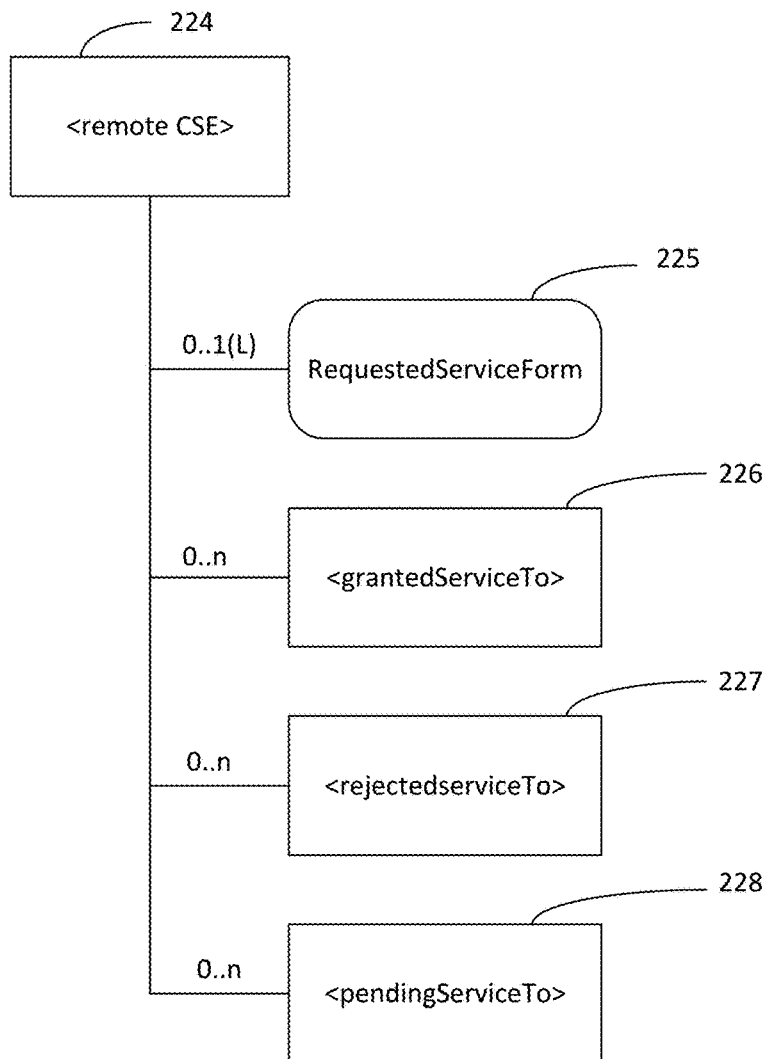 224
<remote CSE>
225
0..1(L)
RequestedServiceForm
226
0..n
<grantedServiceTo>
227
0..n
<rejectedserviceTo>
228
0..n
<pendingServiceTo>